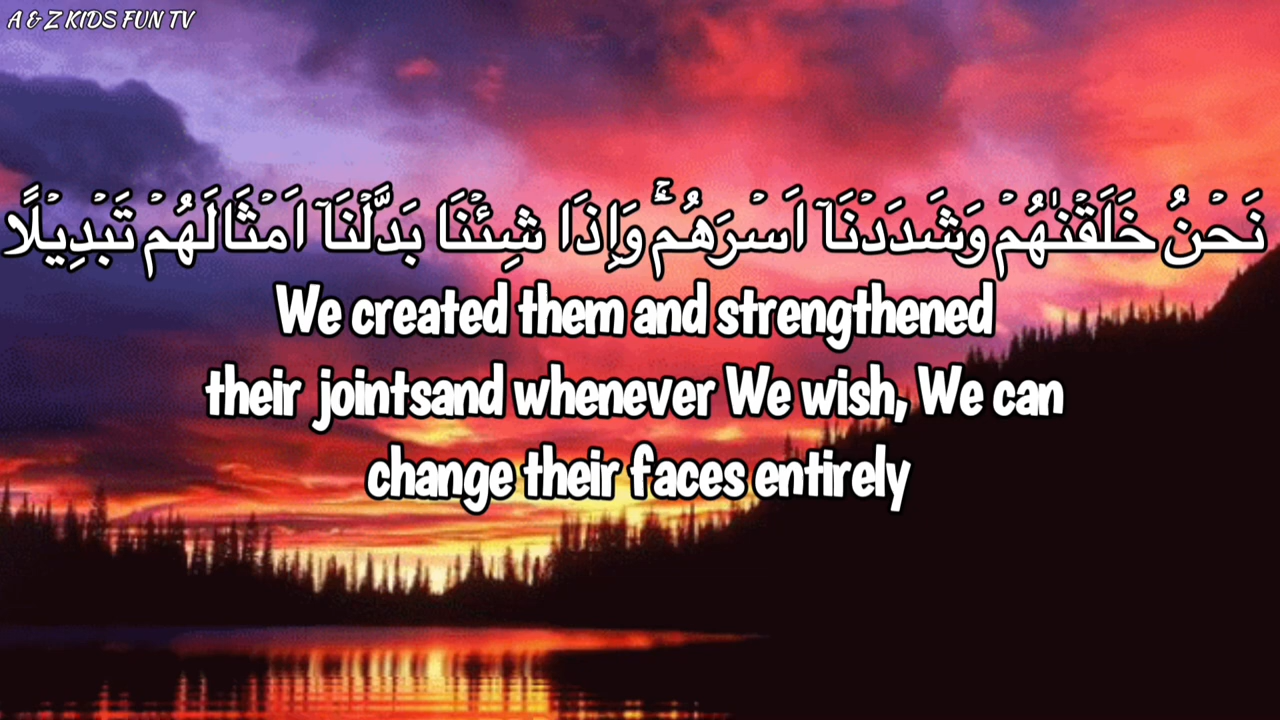 A & Z KIDS FUN TV
نَحۡنُ خَلَقۡنٰهُمۡ وَشَدَدۡنَاۤ اَسۡرَهُمۡ‌ۚ وَاِذَا شِئۡنَا بَدَّلۡنَاۤ اَمۡثَالَهُمۡ تَبۡدِيۡلًا
We created them and strengthened
their jointsand whenever We wish, We can
change their faces entirely